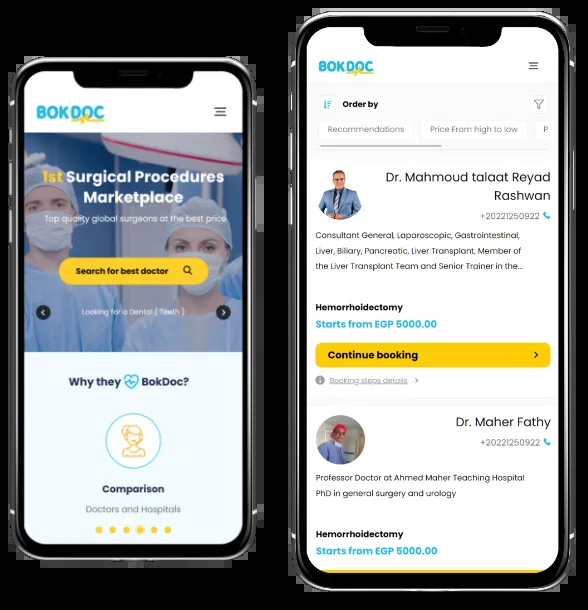 BOKDOC
1st Surgical Procedures
Marketplace
Top quality global surgeons at the best price
Search for best doctor
Looking for a Dental ( Teeth )
Why they BokDoc?
Comparison
Doctors and Hospitals
BOKDOC
Order by
Recommendations
Price From high to low
P
Dr. Mahmoud talaat Reyad
Rashwan
+20221250922
Consultant General, Laparoscopic, Gastrointestinal,
Liver, Biliary, Pancreatic, Liver Transplant, Member of
the Liver Transplant Team and Senior Trainer in the...
Hemorrhoidectomy
Starts from EGP 5000.00
Continue booking
Booking steps details
Dr. Maher Fathy
+20221250922
Professor Doctor at Ahmed Maher Teaching Hospital
PhD in general surgery and urology
Hemorrhoidectomy
Starts from EGP 5000.00